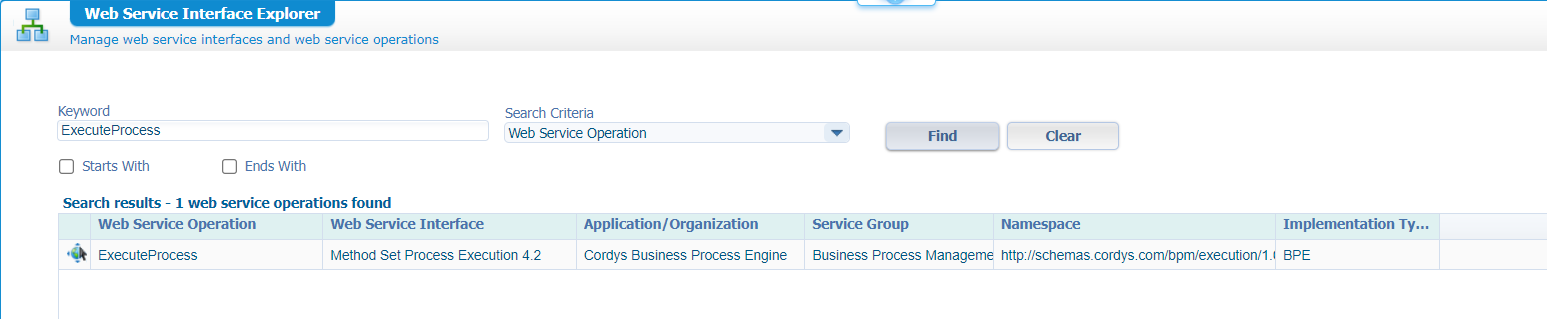 Web Service Interface Explorer
Manage web service interfaces and web service operations
Keyword
Search Criteria
ExecuteProcess
Web Service Operation
Find
Clear
Starts With
Ends With
Search results - 1 web service operations found
Web Service Operation Web Service Interface Application/Organization Service Group Namespace Implementation Ty...
ExecuteProcess Method Set Process Execution 4.2 Cordys Business Process Engine Business Process Manageme http://schemas.cordys.com/bpm/execution/1.0 BPE